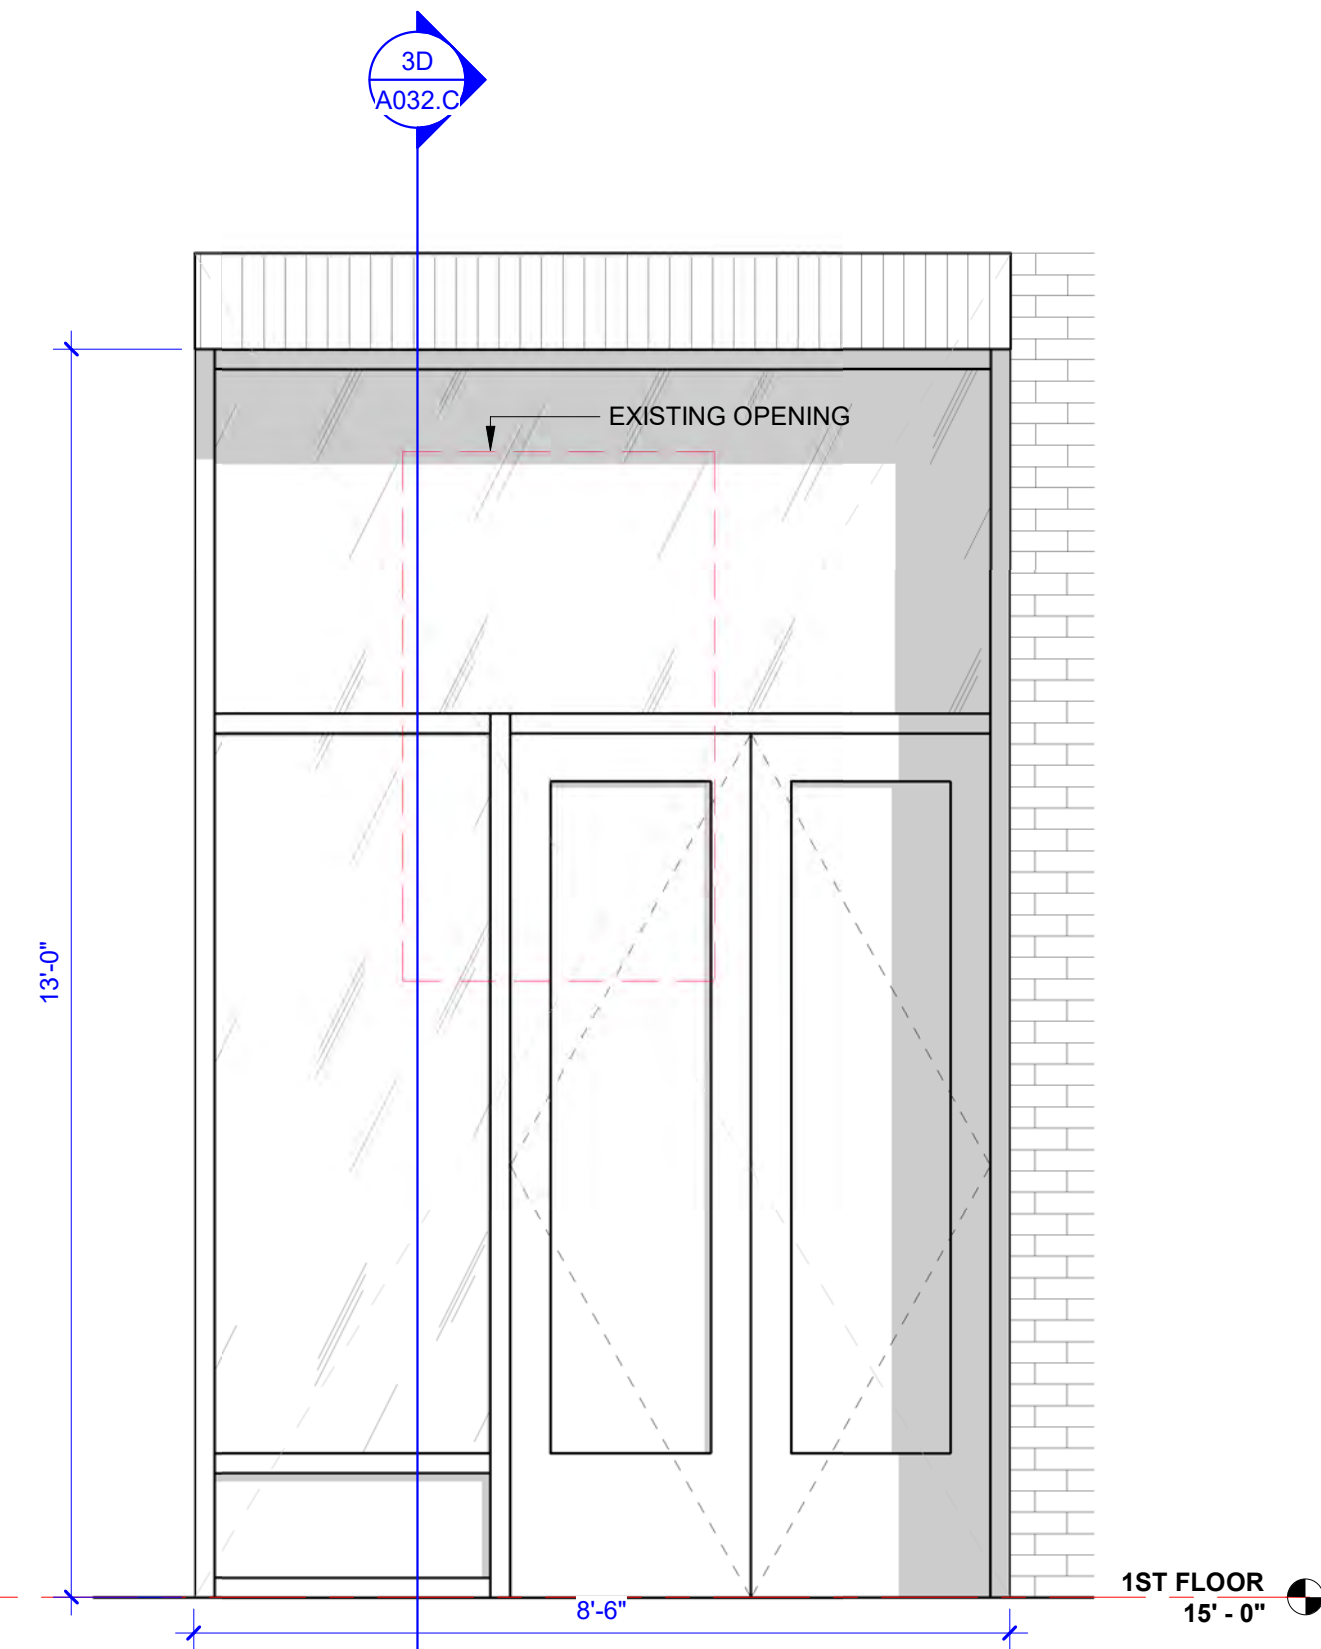 3D
A032.C
EXISTING OPENING
13'-0"
1ST FLOOR
15' - 0"
8'-6"